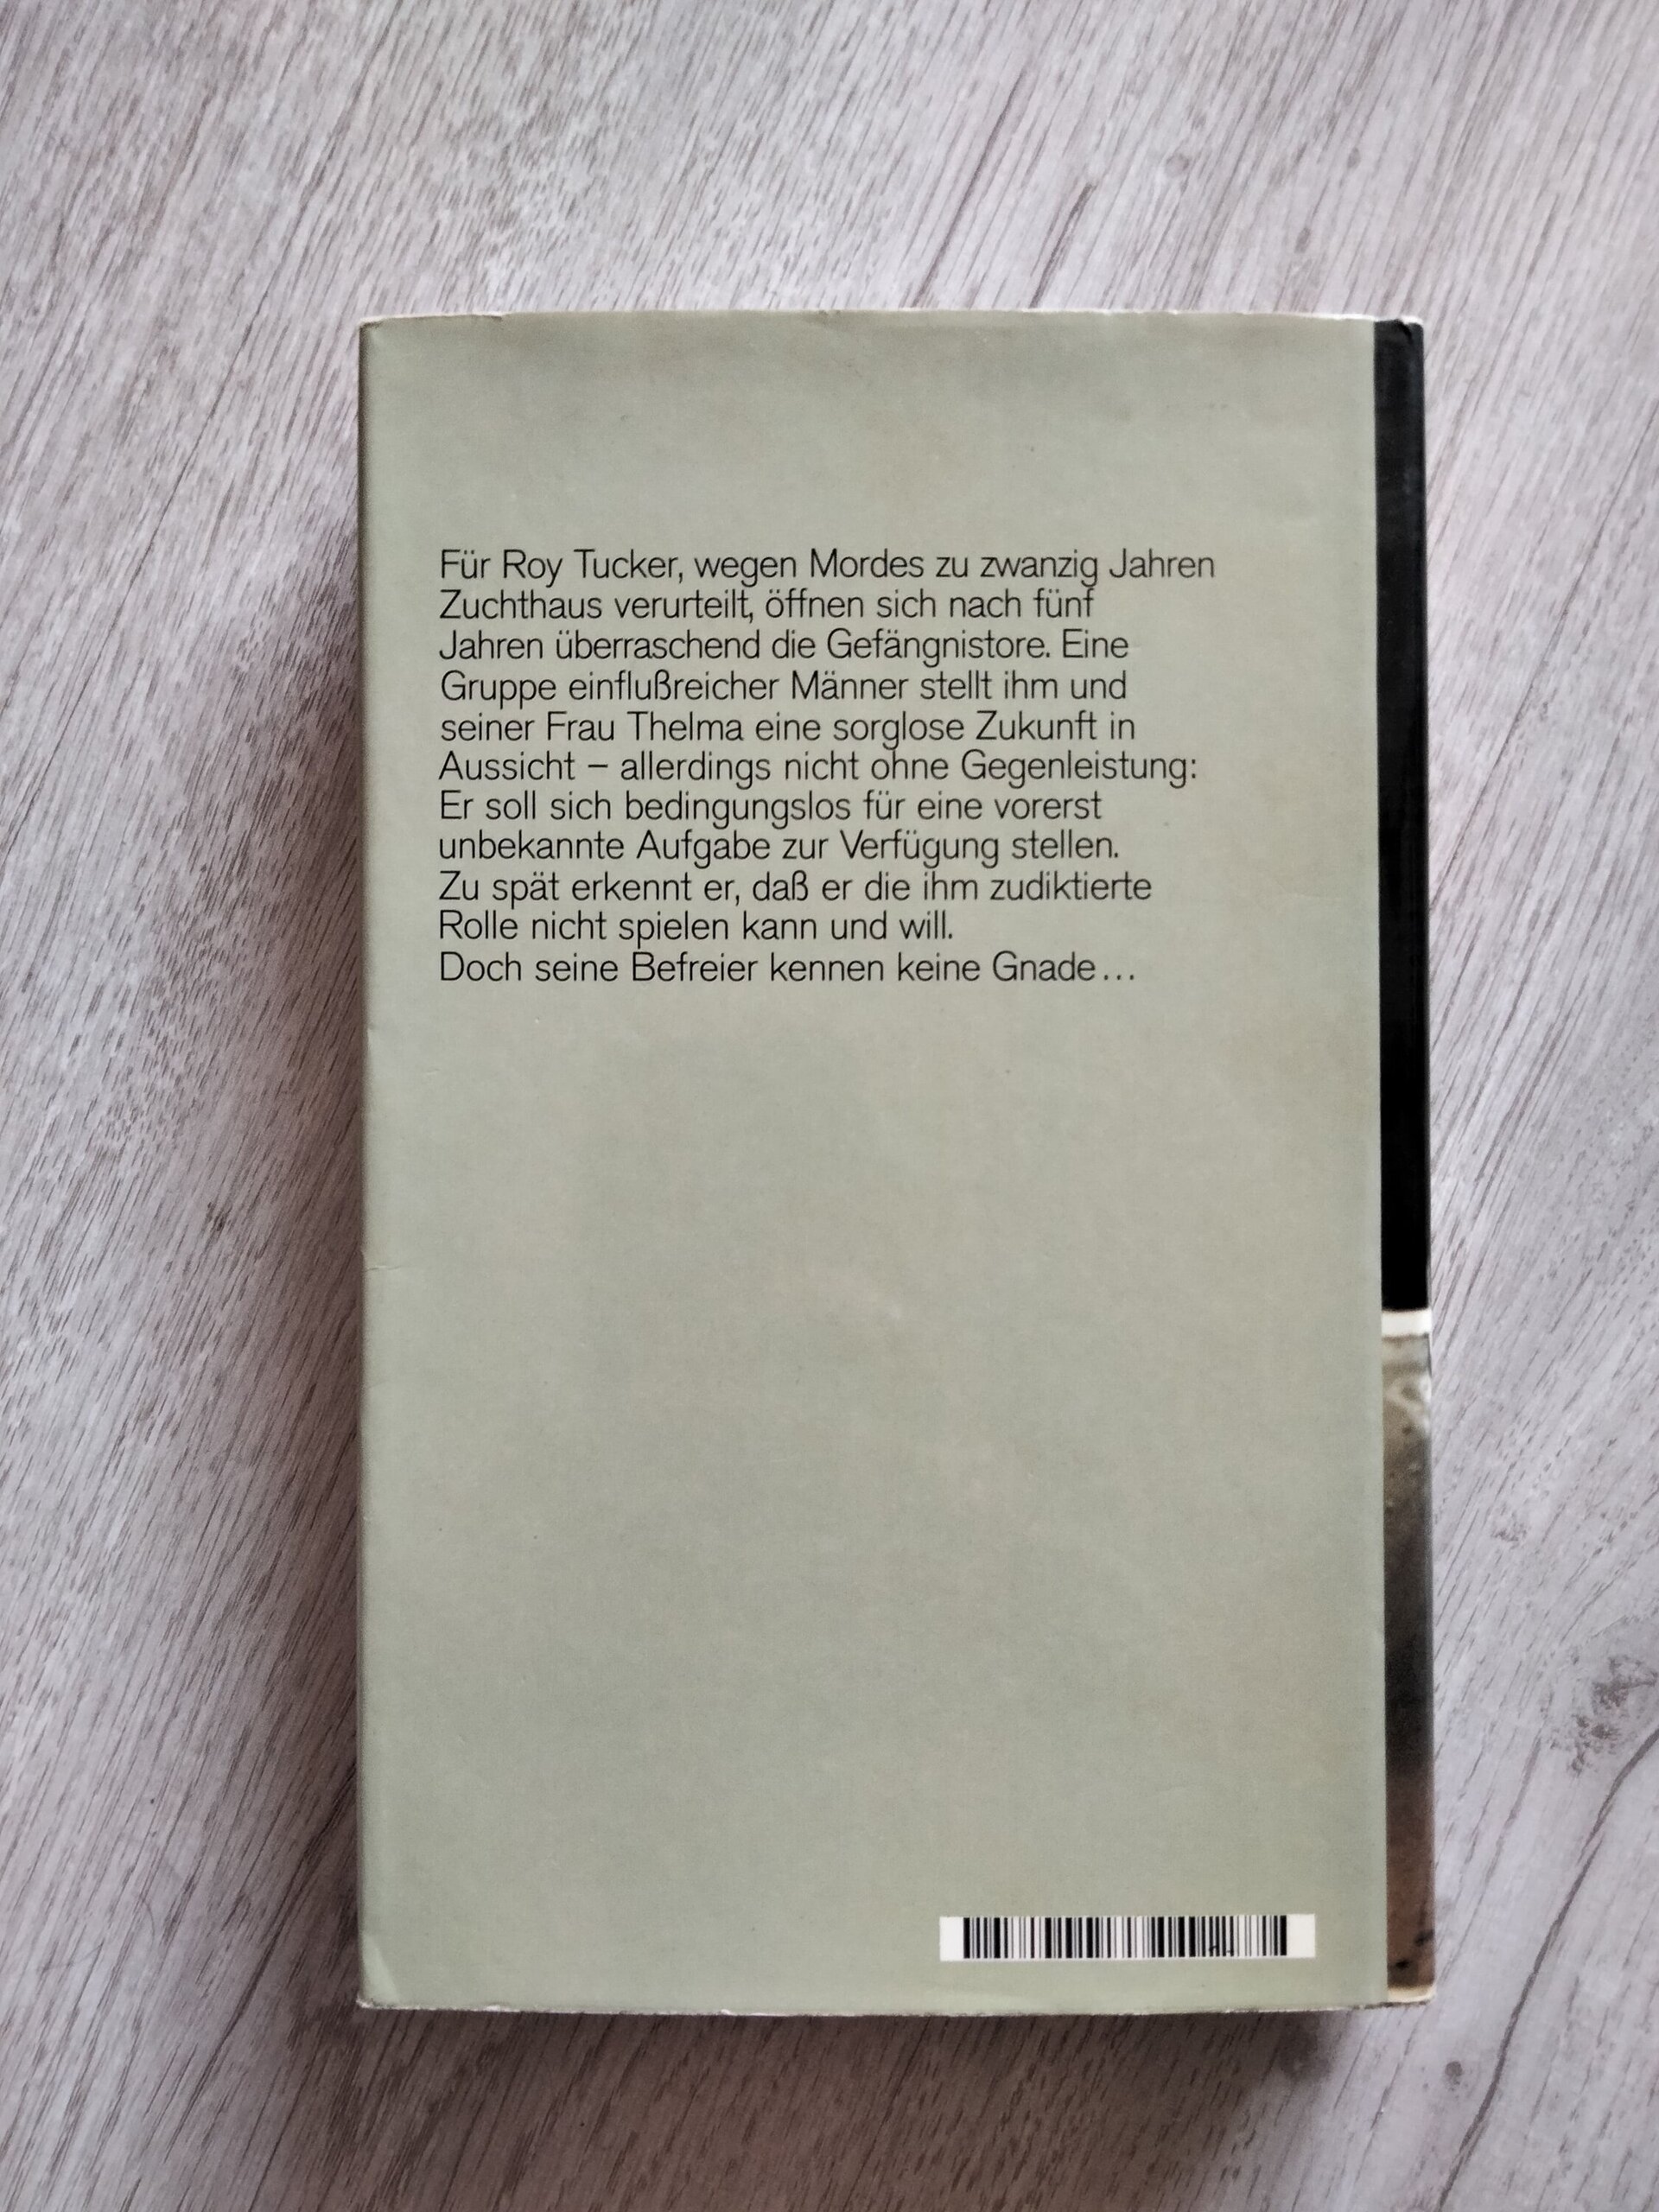 Für Roy Tucker, wegen Mordes zu zwanzig Jahren
Zuchthaus verurteilt, öffnen sich nach fünf
Jahren überraschend die Gefängnistore. Eine
Gruppe einflußreicher Männer stellt ihm und
seiner Frau Thelma eine sorglose Zukunft in
Aussicht – allerdings nicht ohne Gegenleistung:
Er soll sich bedingungslos für eine vorerst
unbekannte Aufgabe zur Verfügung stellen.
Zu spät erkennt er, daß er die ihm zudiktierte
Rolle nicht spielen kann und will.
Doch seine Befreier kennen keine Gnade...